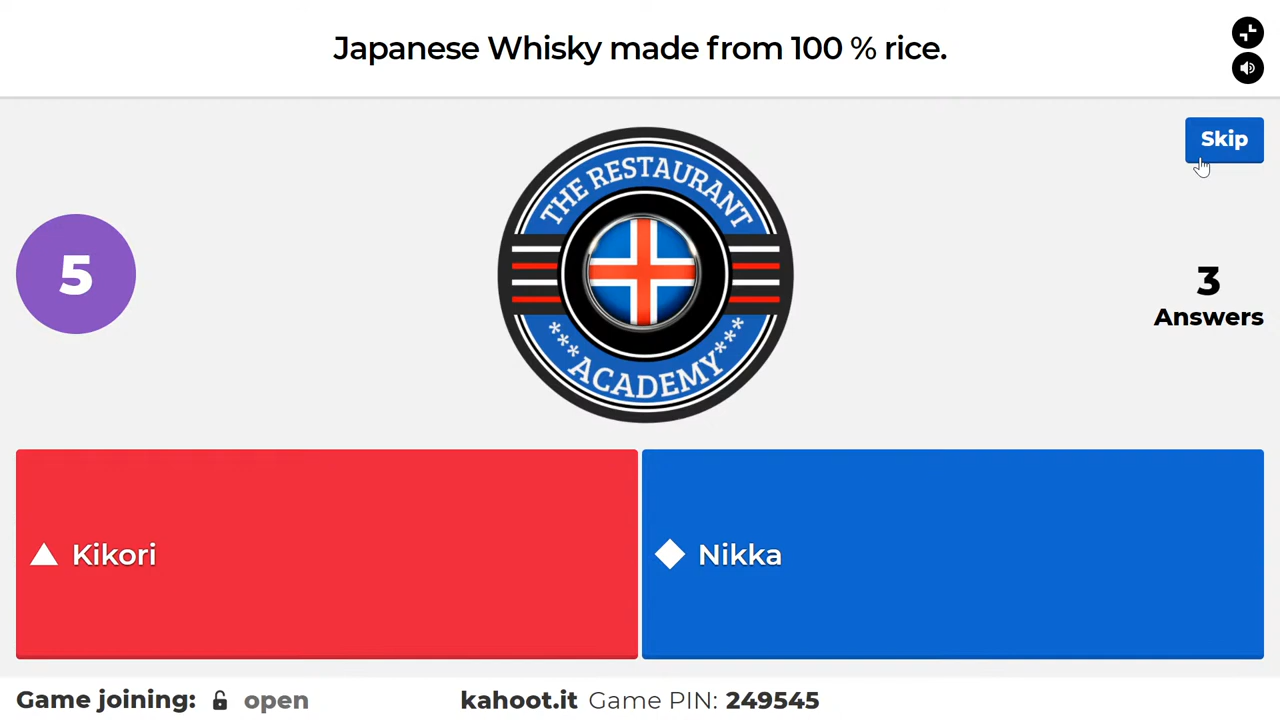 Japanese Whisky made from 100 % rice.
Skip
THE RESTAURANT
***ACADEMY***
5
3
Answers
Kikori
Nikka
Game joining: open kahoot.it Game PIN: 249545